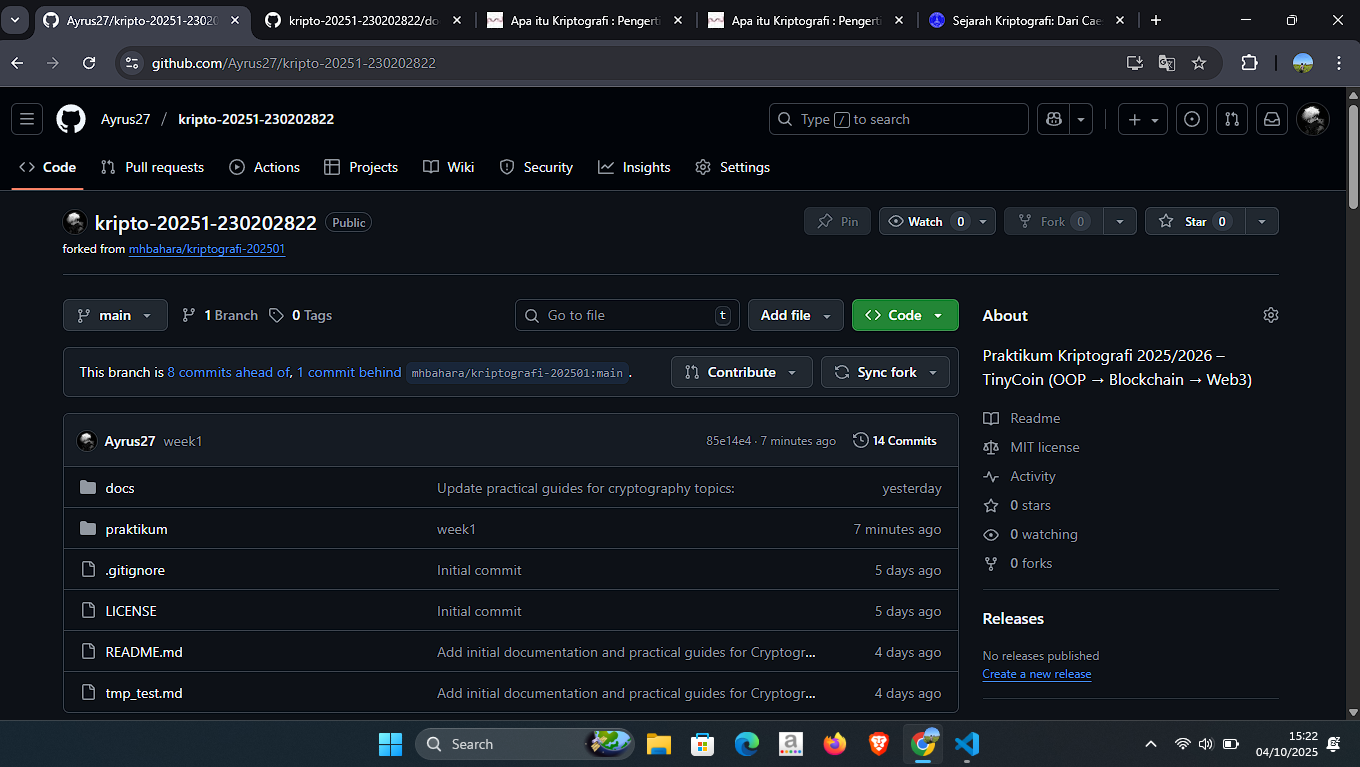 Ayrus27/kripto-20251-23020
kripto-20251-230202822/do
Apa itu Kriptografi : Pengerti
Apa itu Kriptografi : Pengerti
Sejarah Kriptografi: Dari Cae
github.com/Ayrus27/kripto-20251-230202822
Ayrus27 / kripto-20251-230202822
Type / to search
Code
Pull requests
Actions
Projects
Wiki
Security
Insights
Settings
kripto-20251-230202822 Public
Pin
Watch 0
Fork 0
Star 0
forked from mhbahara/kriptografi-202501
main
1 Branch
0 Tags
Go to file t
Add file
Code
This branch is 8 commits ahead of, 1 commit behind mhbahara/kriptografi-202501:main .
Contribute
Sync fork
Ayrus27 week1 85e14e4 · 7 minutes ago 14 Commits
docs Update practical guides for cryptography topics: yesterday
praktikum week1 7 minutes ago
.gitignore Initial commit 5 days ago
LICENSE Initial commit 5 days ago
README.md Add initial documentation and practical guides for Cryptogr... 4 days ago
tmp_test.md Add initial documentation and practical guides for Cryptogr... 4 days ago
About
Praktikum Kriptografi 2025/2026 –
TinyCoin (OOP → Blockchain → Web3)
Readme
MIT license
Activity
0 stars
0 watching
0 forks
Releases
No releases published
Create a new release
Search
a
15:22
04/10/2025